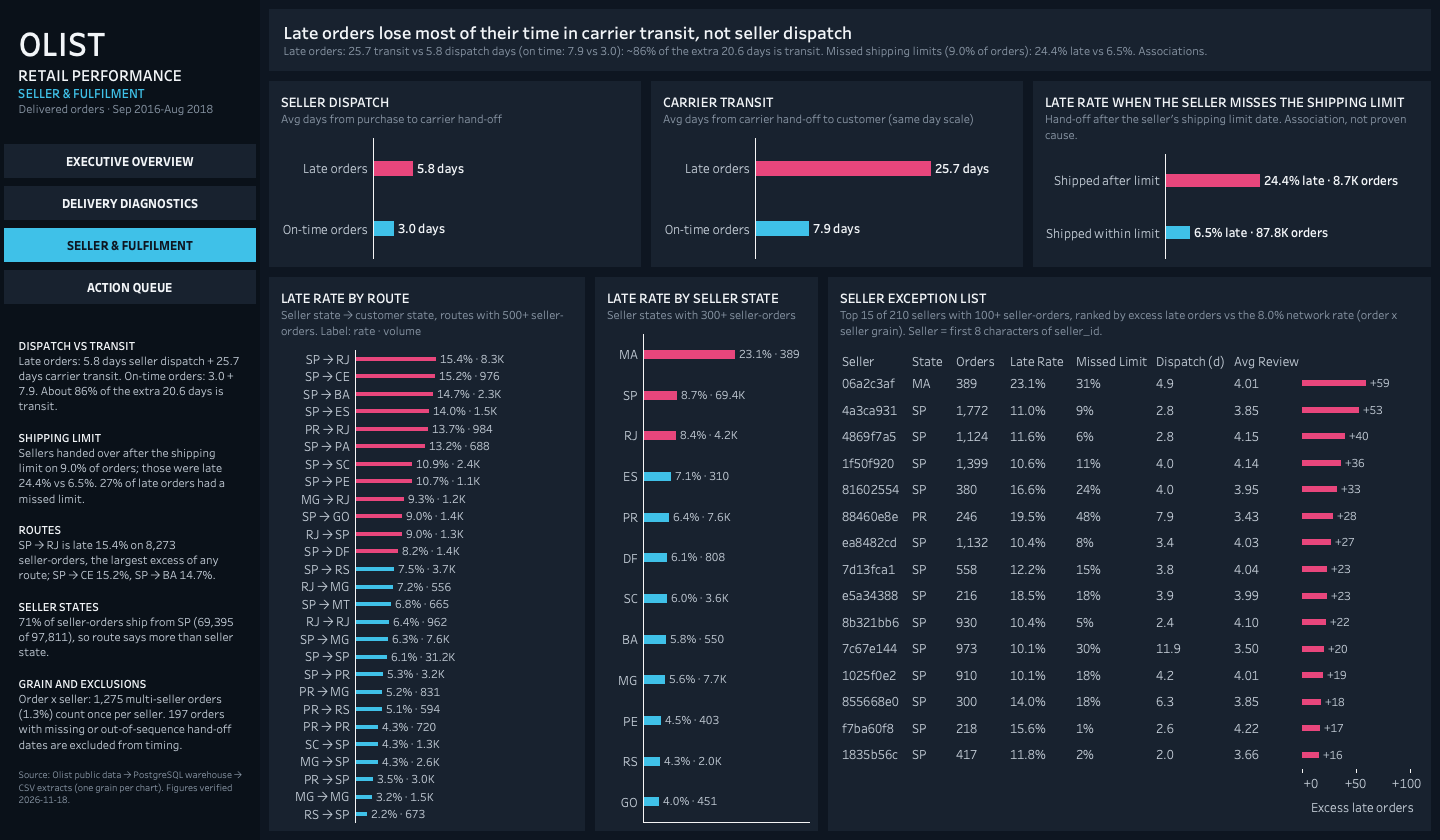 OLIST
RETAIL PERFORMANCE
SELLER & FULFILMENT
Delivered orders · Sep 2016-Aug 2018
EXECUTIVE OVERVIEW
DELIVERY DIAGNOSTICS
SELLER & FULFILMENT
ACTION QUEUE
DISPATCH VS TRANSIT
Late orders: 5.8 days seller dispatch + 25.7
days carrier transit. On-time orders: 3.0 +
7.9. About 86% of the extra 20.6 days is
transit.
SHIPPING LIMIT
Sellers handed over after the shipping
limit on 9.0% of orders; those were late
24.4% vs 6.5%. 27% of late orders had a
missed limit.
ROUTES
SP → RJ is late 15.4% on 8,273
seller-orders, the largest excess of any
route; SP → CE 15.2%, SP → BA 14.7%.
SELLER STATES
71% of seller-orders ship from SP (69,395
of 97,811), so route says more than seller
state.
GRAIN AND EXCLUSIONS
Order x seller: 1,275 multi-seller orders
(1.3%) count once per seller. 197 orders
with missing or out-of-sequence hand-off
dates are excluded from timing.
Source: Olist public data → PostgreSQL warehouse →
CSV extracts (one grain per chart). Figures verified
2026-11-18.
Late orders lose most of their time in carrier transit, not seller dispatch
Late orders: 25.7 transit vs 5.8 dispatch days (on time: 7.9 vs 3.0): ~86% of the extra 20.6 days is transit. Missed shipping limits (9.0% of orders): 24.4% late vs 6.5%. Associations.
SELLER DISPATCH
Avg days from purchase to carrier hand-off
Late orders 5.8 days
On-time orders 3.0 days
CARRIER TRANSIT
Avg days from carrier hand-off to customer (same day scale)
Late orders 25.7 days
On-time orders 7.9 days
LATE RATE WHEN THE SELLER MISSES THE SHIPPING LIMIT
Hand-off after the seller's shipping limit date. Association, not proven
cause.
Shipped after limit 24.4% late · 8.7K orders
Shipped within limit 6.5% late · 87.8K orders
LATE RATE BY ROUTE
Seller state → customer state, routes with 500+ seller-
orders. Label: rate · volume
SP → RJ 15.4% · 8.3K
SP → CE 15.2% · 976
SP → BA 14.7% · 2.3K
SP → ES 14.0% · 1.5K
PR → RJ 13.7% · 984
SP → PA 13.2% · 688
SP → SC 10.9% · 2.4K
SP → PE 10.7% · 1.1K
MG → RJ 9.3% · 1.2K
SP → GO 9.0% · 1.4K
RJ → SP 9.0% · 1.3K
SP → DF 8.2% · 1.4K
SP → RS 7.5% · 3.7K
RJ → MG 7.2% · 556
SP → MT 6.8% · 665
RJ → RJ 6.4% · 962
SP → MG 6.3% · 7.6K
SP → SP 6.1% · 31.2K
SP → PR 5.3% · 3.2K
PR → MG 5.2% · 831
PR → RS 5.1% · 594
PR → PR 4.3% · 720
SC → SP 4.3% · 1.3K
MG → SP 4.3% · 2.6K
PR → SP 3.5% · 3.0K
MG → MG 3.2% · 1.5K
RS → SP 2.2% · 673
LATE RATE BY SELLER STATE
Seller states with 300+ seller-orders
MA 23.1% · 389
SP 8.7% · 69.4K
RJ 8.4% · 4.2K
ES 7.1% · 310
PR 6.4% · 7.6K
DF 6.1% · 808
SC 6.0% · 3.6K
BA 5.8% · 550
MG 5.6% · 7.7K
PE 4.5% · 403
RS 4.3% · 2.0K
GO 4.0% · 451
SELLER EXCEPTION LIST
Top 15 of 210 sellers with 100+ seller-orders, ranked by excess late orders vs the 8.0% network rate (order x
seller grain). Seller = first 8 characters of seller_id.
Seller State Orders Late Rate Missed Limit Dispatch (d) Avg Review
06a2c3af MA 389 23.1% 31% 4.9 4.01 +59
4a3ca931 SP 1,772 11.0% 9% 2.8 3.85 +53
4869f7a5 SP 1,124 11.6% 6% 2.8 4.15 +40
1f50f920 SP 1,399 10.6% 11% 4.0 4.14 +36
81602554 SP 380 16.6% 24% 4.0 3.95 +33
88460e8e PR 246 19.5% 48% 7.9 3.43 +28
ea8482cd SP 1,132 10.4% 8% 3.4 4.03 +27
7d13fca1 SP 558 12.2% 15% 3.8 4.04 +23
e5a34388 SP 216 18.5% 18% 3.9 3.99 +23
8b321bb6 SP 930 10.4% 5% 2.4 4.10 +22
7c67e144 SP 973 10.1% 30% 11.9 3.50 +20
1025f0e2 SP 910 10.1% 18% 4.2 4.01 +19
855668e0 SP 300 14.0% 18% 6.3 3.85 +18
f7ba60f8 SP 218 15.6% 1% 2.6 4.22 +17
1835b56c SP 417 11.8% 2% 2.0 3.66 +16
+0 +50 +100
Excess late orders